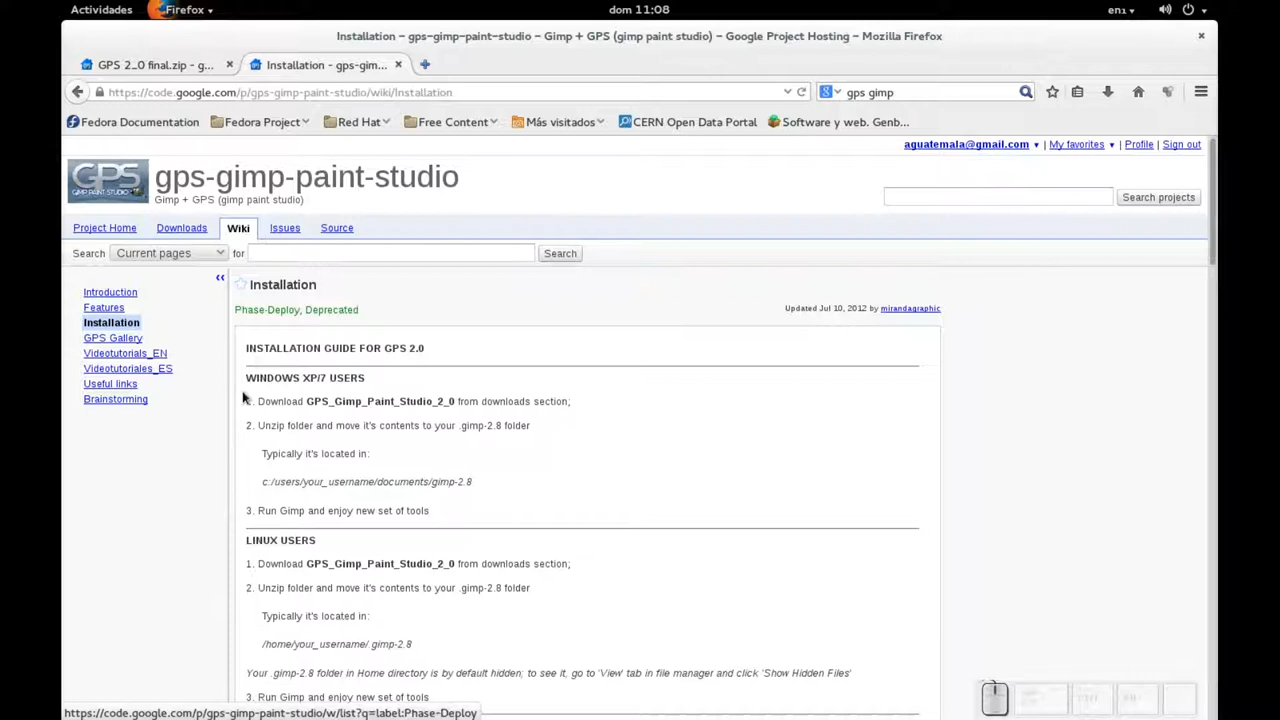 Actividades Firefox dom 11:08 en₁
Installation – gps-gimp-paint-studio – Gimp + GPS (gimp paint studio) – Google Project Hosting – Mozilla Firefox
GPS 2_0 final.zip - g... Installation - gps-gim...
https://code.google.com/p/gps-gimp-paint-studio/wiki/Installation gps gimp
Fedora Documentation Fedora Project Red Hat Free Content Más visitados CERN Open Data Portal Software y web. Genb...
aguatemala@gmail.com | My favorites | Profile | Sign out
GPS
GIMP PAINT STUDIO
gps-gimp-paint-studio
Gimp + GPS (gimp paint studio)
Search projects
Project Home Downloads Wiki Issues Source
Search Current pages for Search
Introduction
Features
Installation
GPS Gallery
Videotutorials_EN
Videotutoriales_ES
Useful links
Brainstorming
Installation
Phase-Deploy, Deprecated Updated Jul 10, 2012 by mirandagraphic
INSTALLATION GUIDE FOR GPS 2.0
WINDOWS XP/7 USERS
1. Download GPS_Gimp_Paint_Studio_2_0 from downloads section;
2. Unzip folder and move it's contents to your .gimp-2.8 folder
Typically it's located in:
c:/users/your_username/documents/gimp-2.8
3. Run Gimp and enjoy new set of tools
LINUX USERS
1. Download GPS_Gimp_Paint_Studio_2_0 from downloads section;
2. Unzip folder and move it's contents to your .gimp-2.8 folder
Typically it's located in:
/home/your_username/.gimp-2.8
Your .gimp-2.8 folder in Home directory is by default hidden; to see it, go to 'View' tab in file manager and click 'Show Hidden Files'
3. Run Gimp and enjoy new set of tools
https://code.google.com/p/gps-gimp-paint-studio/w/list?q=label:Phase-Deploy